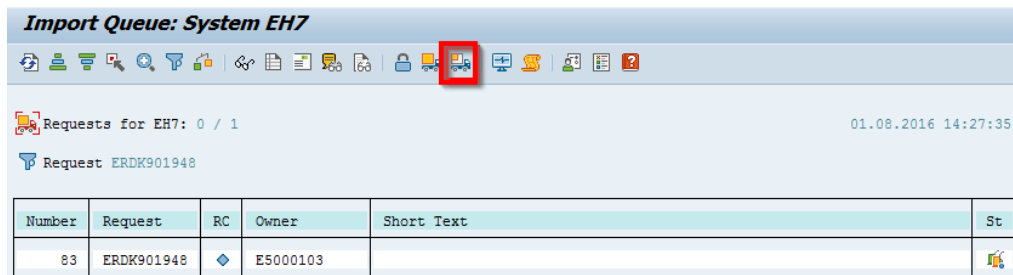 Import Queue: System EH7
Requests for EH7: 0 / 1 01.08.2016 14:27:35
Request ERDK901948
Number Request RC Owner Short Text St
83 ERDK901948 E5000103